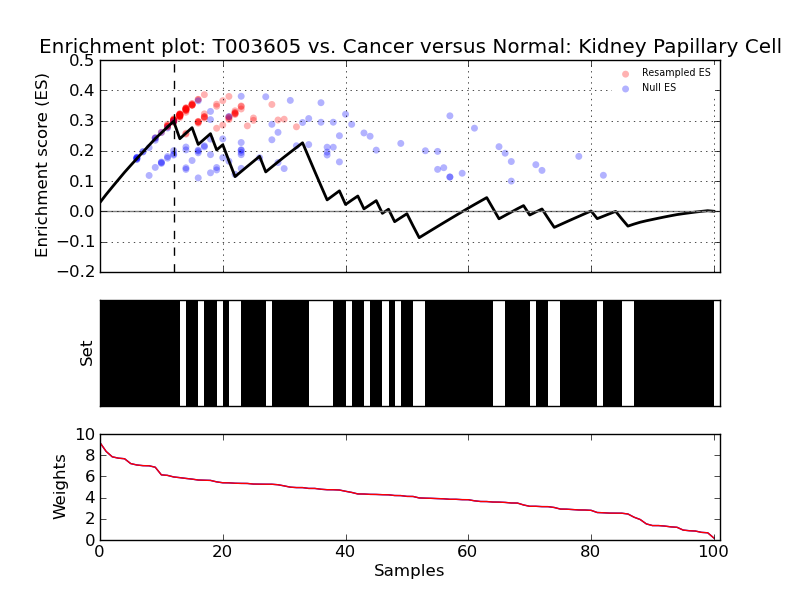 Enrichment plot: T003605 vs. Cancer versus Normal: Kidney Papillary Cell
Enrichment score (ES)
0.5
0.4
0.3
0.2
0.1
0.0
−0.1
−0.2
Resampled ES
Null ES
Set
Weights
10
8
6
4
2
0
0 20 40 60 80 100
Samples